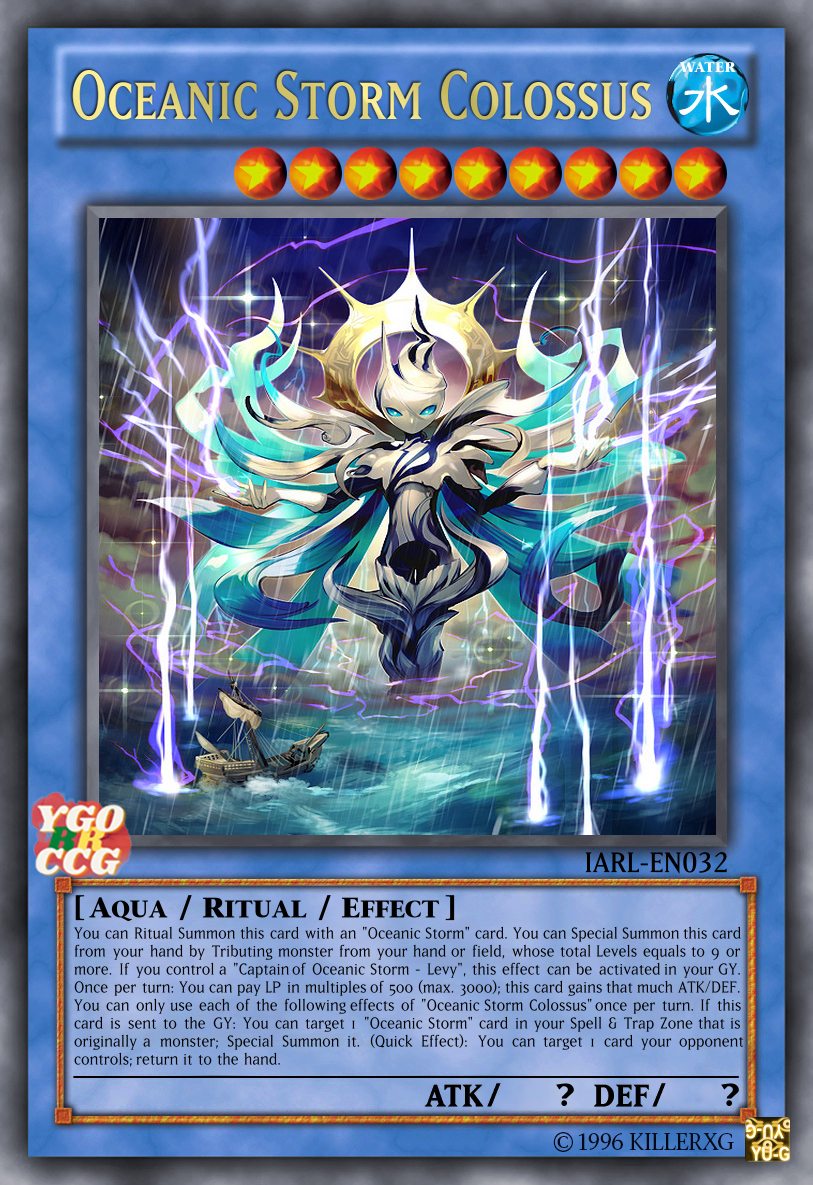 Oceanic Storm Colossus
WATER
水
YGO
RR
CCG
IARL-EN032
[ Aqua / Ritual / Effect ]
You can Ritual Summon this card with an "Oceanic Storm" card. You can Special Summon this card
from your hand by Tributing monster from your hand or field, whose total Levels equals to 9 or
more. If you control a "Captain of Oceanic Storm - Levy", this effect can be activated in your GY.
Once per turn: You can pay LP in multiples of 500 (max. 3000); this card gains that much ATK/DEF.
You can only use each of the following effects of "Oceanic Storm Colossus" once per turn. If this
card is sent to the GY: You can target 1 "Oceanic Storm" card in your Spell & Trap Zone that is
originally a monster; Special Summon it. (Quick Effect): You can target 1 card your opponent
controls; return it to the hand.
ATK/ ? DEF/ ?
© 1996 KILLERXG